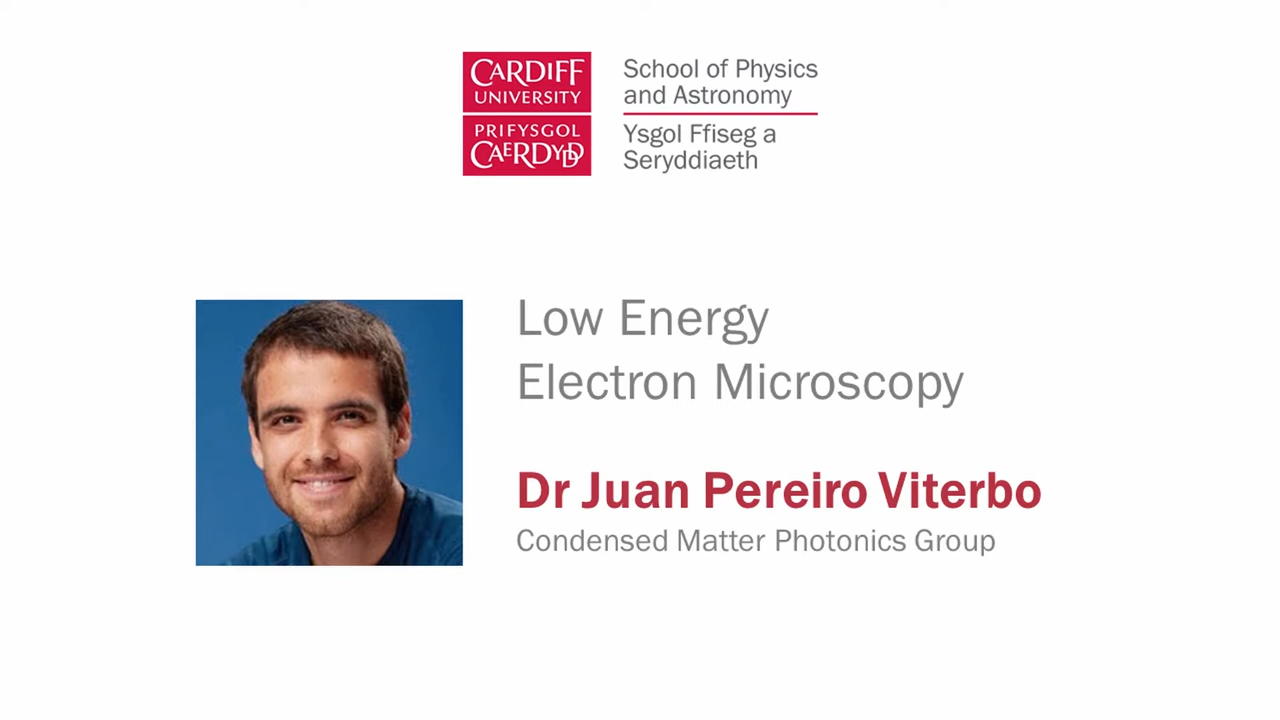 CARDIFF
UNIVERSITY
PRIFYSGOL
CAERDYDD
School of Physics
and Astronomy
Ysgol Ffiseg a
Seryddiaeth
Low Energy
Electron Microscopy
Dr Juan Pereiro Viterbo
Condensed Matter Photonics Group